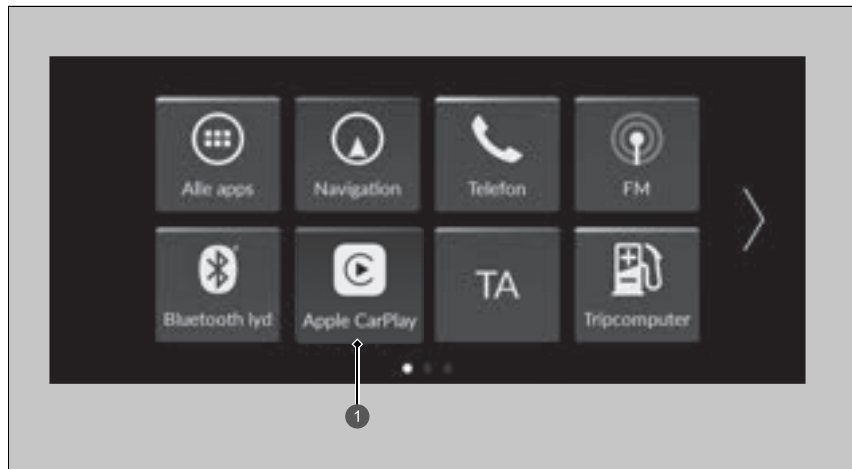 Alle apps
Navigation
Telefon
FM
Bluetooth lyd
Apple CarPlay
TA
Tripcomputer
1